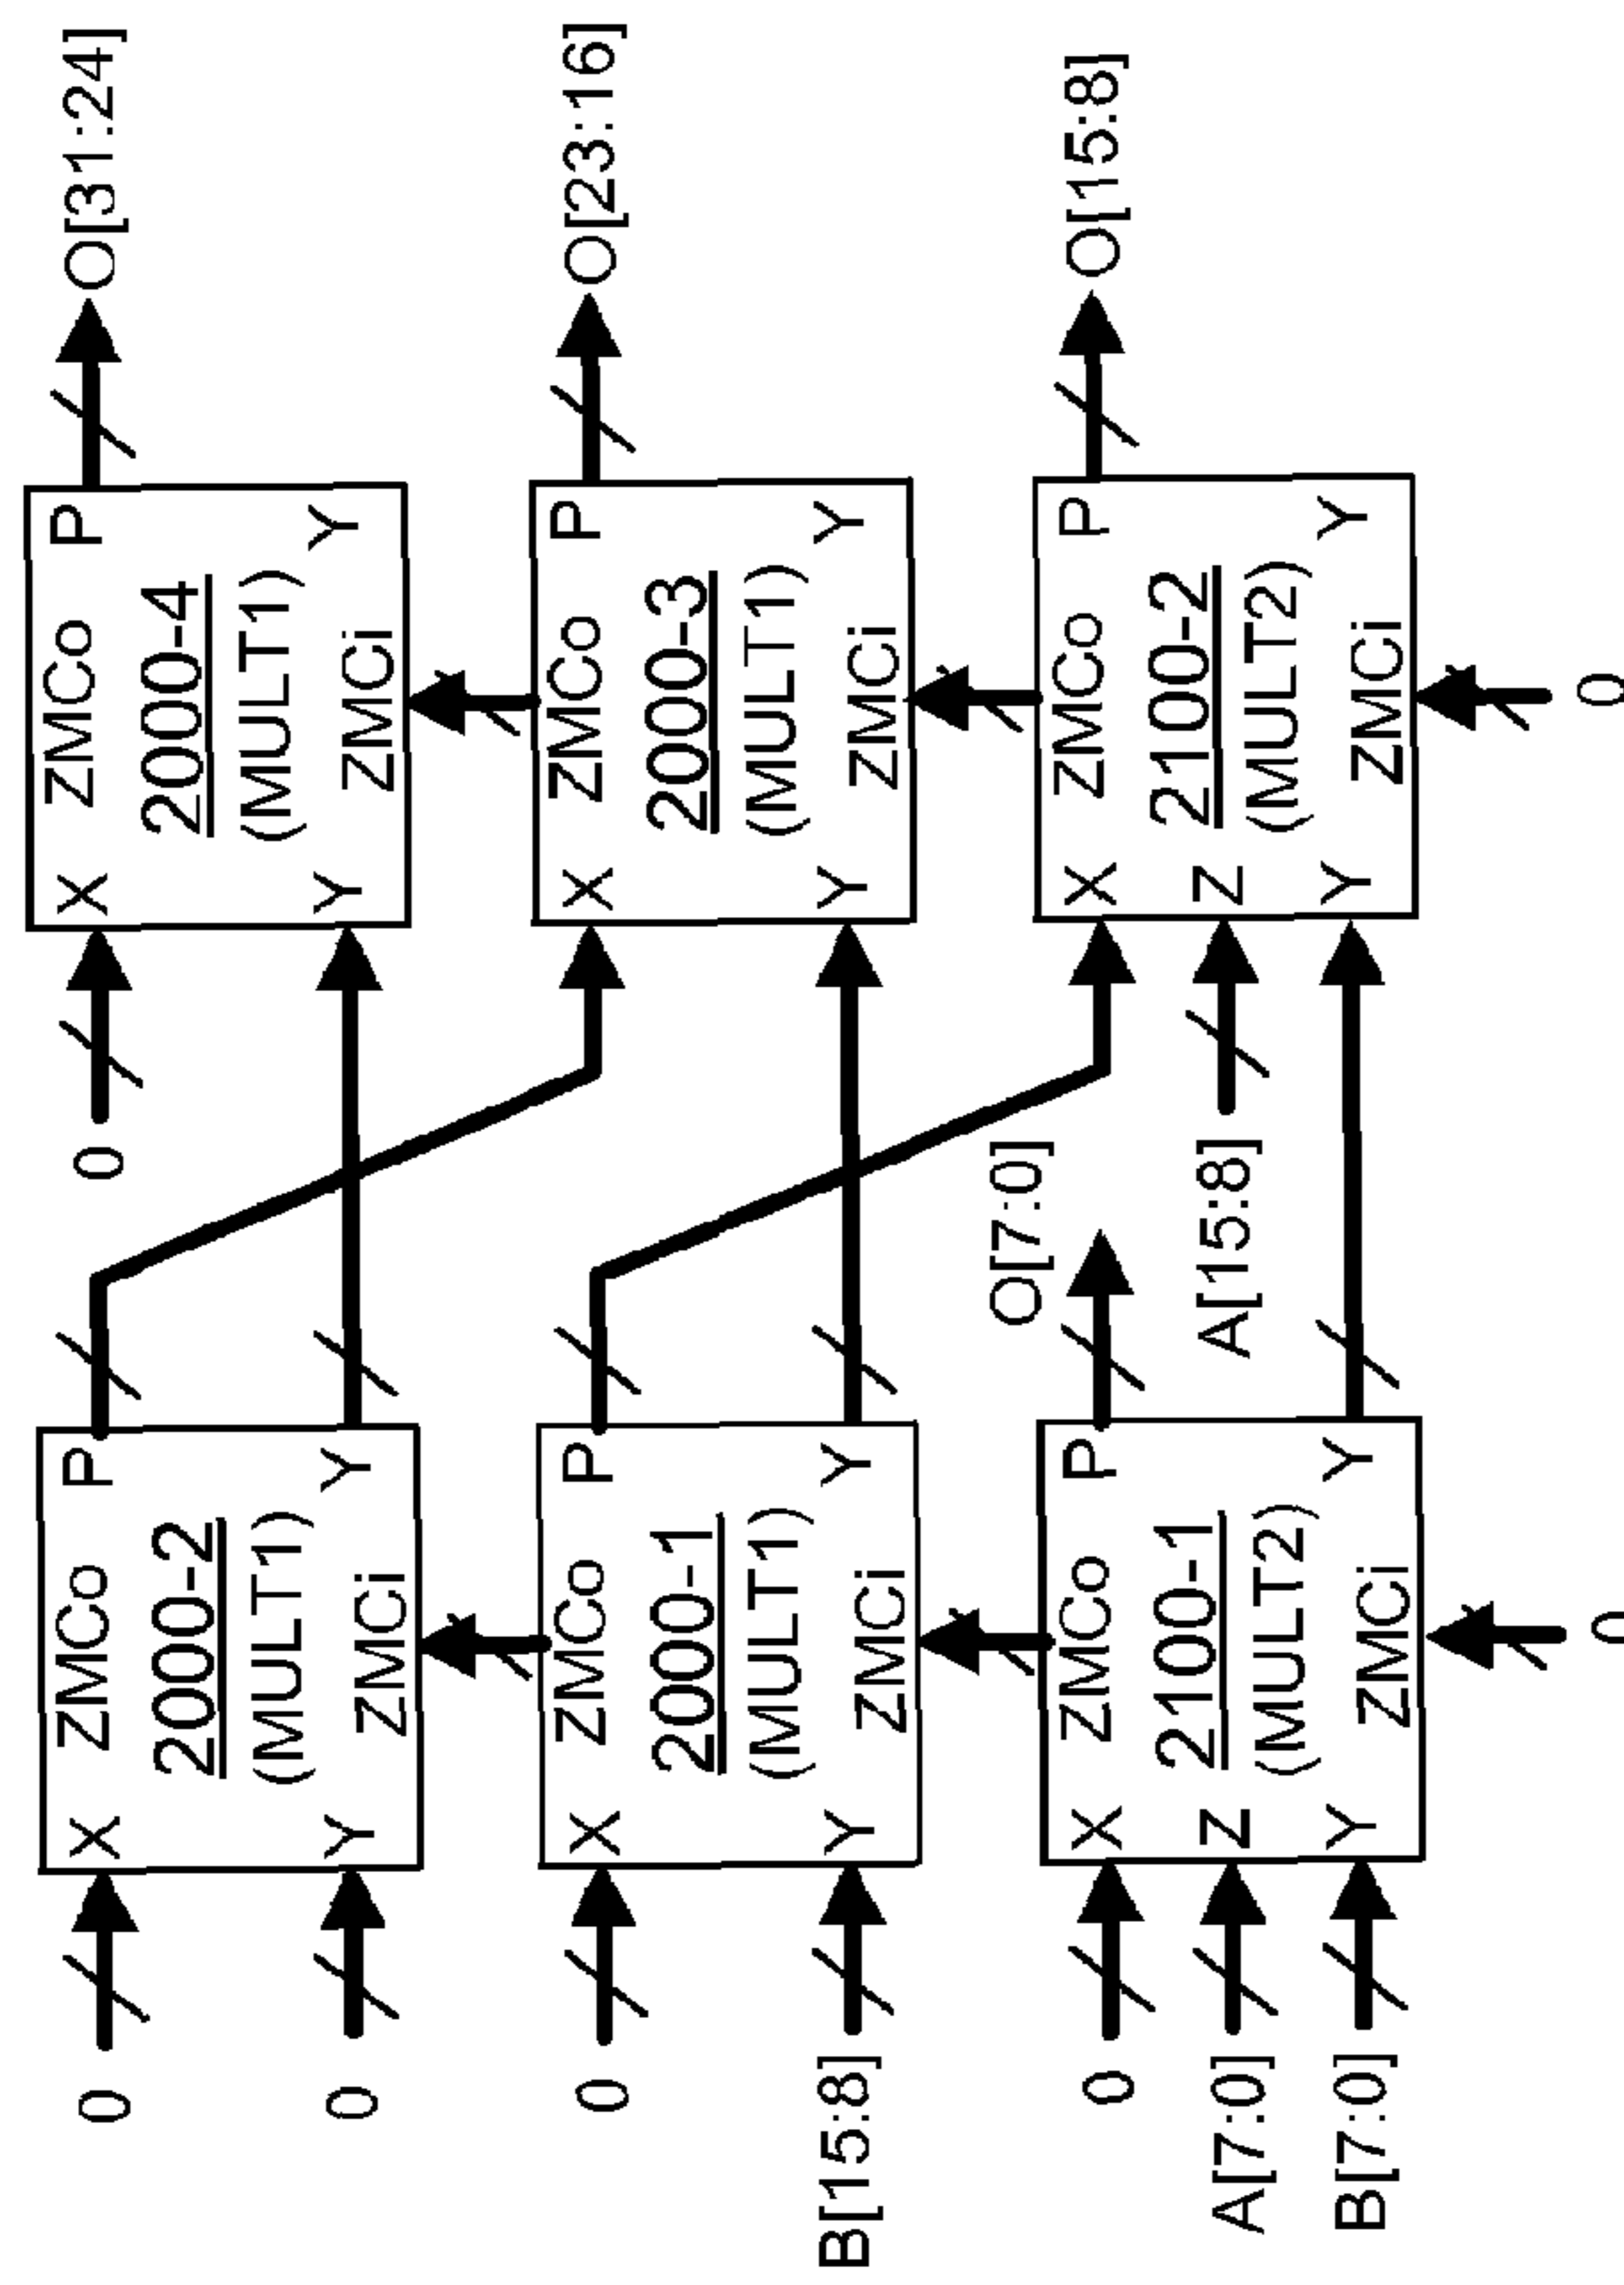 O[31:24]
O[23:16]
O[15:8]
X ZMCo P
2000-4
(MULT1)
Y ZMCi Y
X ZMCo P
2000-3
(MULT1)
Y ZMCi Y
X ZMCo P
Z 2100-2
(MULT2)
Y ZMCi Y
0
0
O[7:0]
A[15:8]
X ZMCo P
2000-2
(MULT1)
Y ZMCi Y
X ZMCo P
2000-1
(MULT1)
Y ZMCi Y
X ZMCo P
Z 2100-1
(MULT2)
Y ZMCi Y
0
0
0
0
B[15:8]
0
A[7:0]
B[7:0]